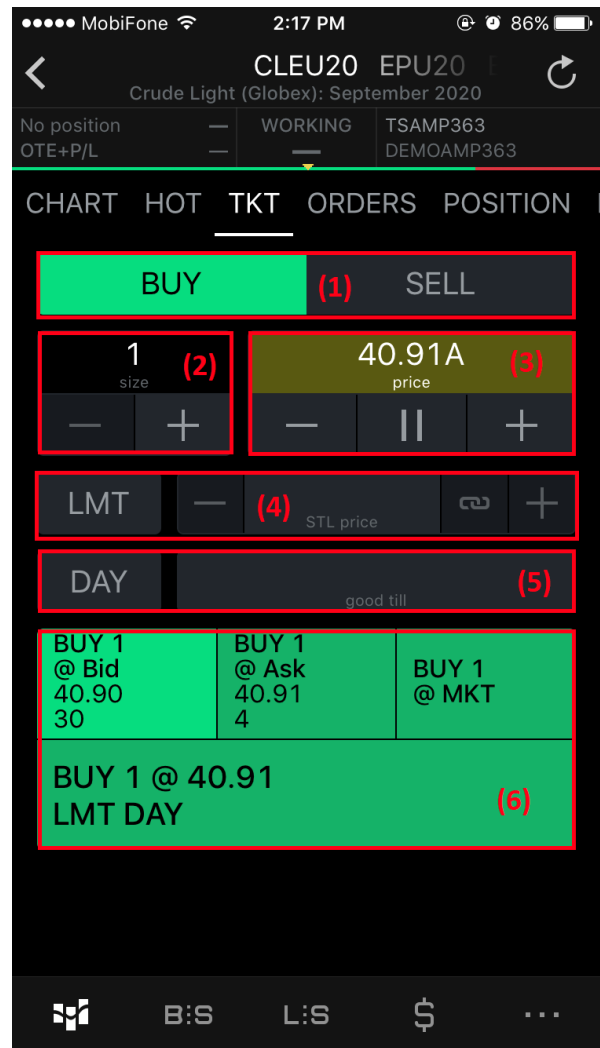 MobiFone 2:17 PM 86%
CLEU20 EPU20
Crude Light (Globex): September 2020
No position — WORKING TSAMP363
OTE+P/L — — DEMOAMP363
CHART HOT TKT ORDERS POSITION
BUY (1) SELL
1 (2) 40.91A (3)
size price
LMT (4) STL price
DAY good till (5)
BUY 1 BUY 1
@ Bid @ Ask BUY 1
40.90 40.91 @ MKT
30 4
BUY 1 @ 40.91
LMT DAY (6)
B:S L:S $ ...